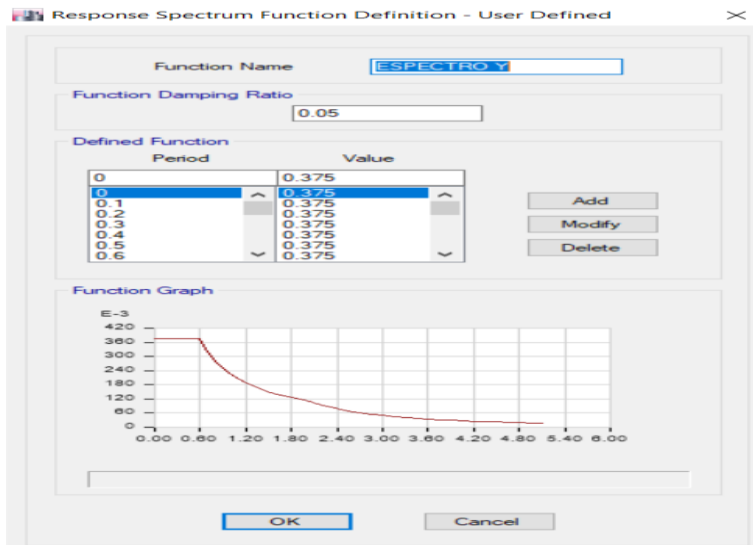 Response Spectrum Function Definition - User Defined
Function Name ESPECTRO Y
Function Damping Ratio
0.05
Defined Function
Period Value
0 0.375
0 0.375
0.1 0.375
0.2 0.375
0.3 0.375
0.4 0.375
0.5 0.375
0.6 0.375
Add
Modify
Delete
Function Graph
E-3
420
360
300
240
180
120
60
0
0.00 0.60 1.20 1.80 2.40 3.00 3.60 4.20 4.80 5.40 6.00
OK Cancel